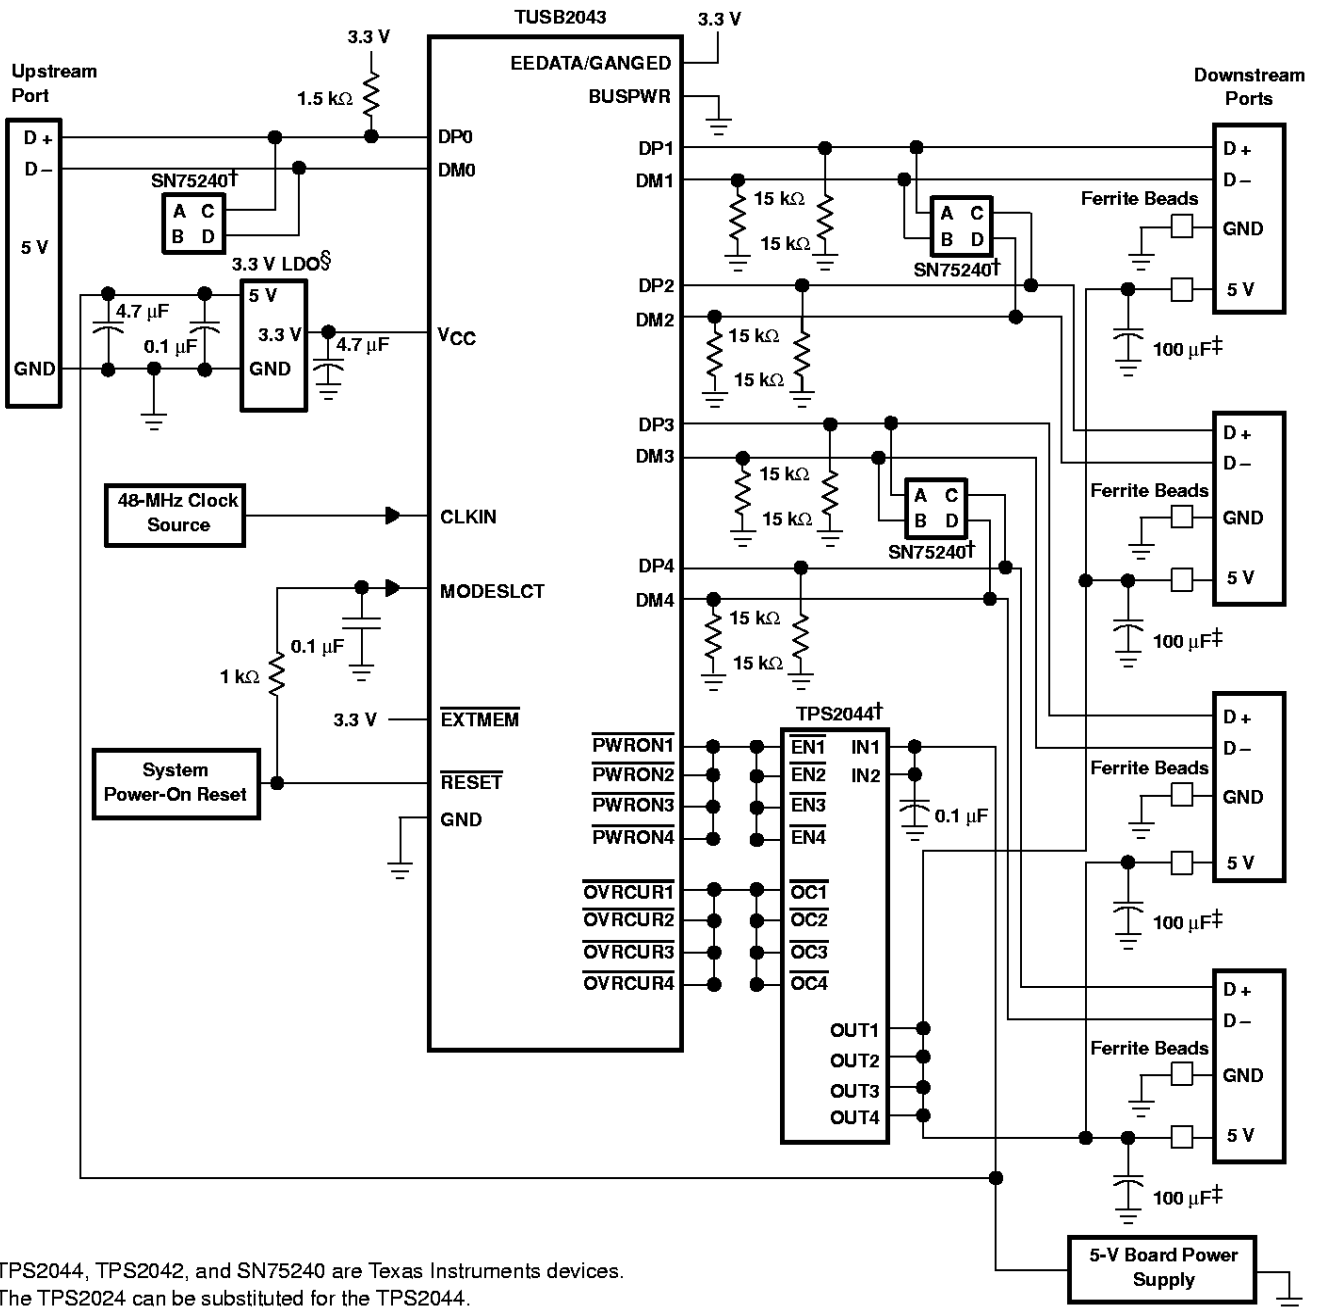 TUSB2043
3.3 V
3.3 V
Upstream
Port
1.5 kΩ
EEDATA/GANGED
BUSPWR
Downstream
Ports
D +
D –
5 V
GND
DP0
DM0
SN75240†
A C
B D
3.3 V LDO§
5 V
3.3 V
GND
4.7 µF
0.1 µF
4.7 µF
VCC
48-MHz Clock
Source
CLKIN
MODESLCT
0.1 µF
1 kΩ
3.3 V
EXTMEM
System
Power-On Reset
RESET
GND
DP1
DM1
15 kΩ
15 kΩ
A C
B D
SN75240†
DP2
DM2
15 kΩ
15 kΩ
DP3
DM3
15 kΩ
15 kΩ
A C
B D
SN75240†
DP4
DM4
15 kΩ
15 kΩ
PWRON1
PWRON2
PWRON3
PWRON4
OVRCUR1
OVRCUR2
OVRCUR3
OVRCUR4
TPS2044†
EN1 IN1
EN2 IN2
EN3
EN4
OC1
OC2
OC3
OC4
OUT1
OUT2
OUT3
OUT4
0.1 µF
D +
D –
Ferrite Beads
GND
5 V
100 µF‡
D +
D –
Ferrite Beads
GND
5 V
100 µF‡
D +
D –
Ferrite Beads
GND
5 V
100 µF‡
D +
D –
Ferrite Beads
GND
5 V
100 µF‡
5-V Board Power
Supply
TPS2044, TPS2042, and SN75240 are Texas Instruments devices.
The TPS2024 can be substituted for the TPS2044.